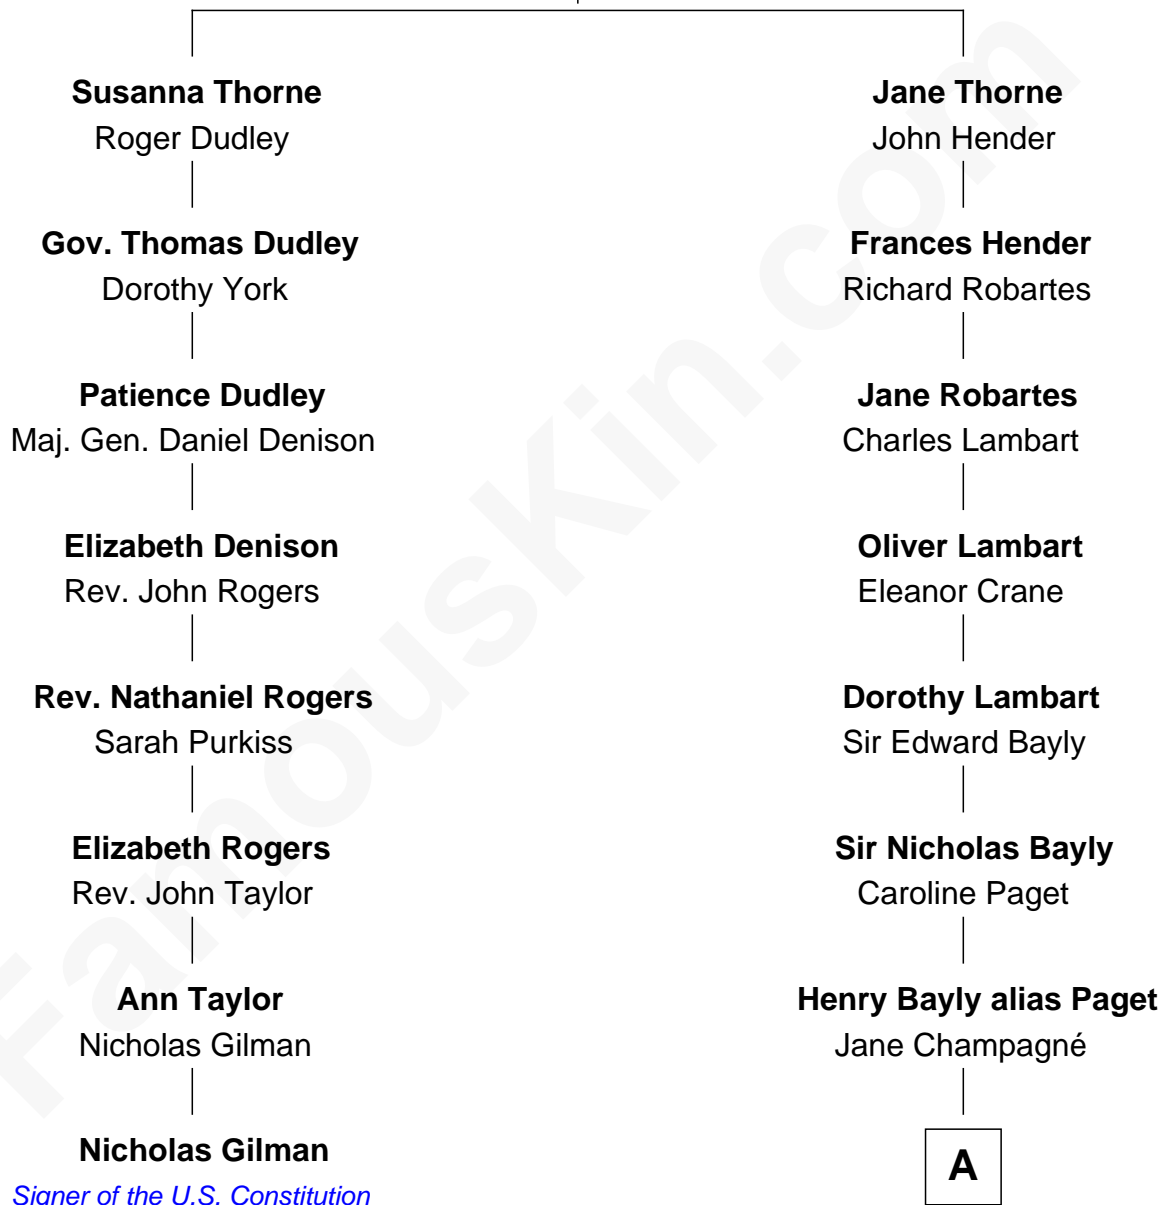 Susanna Thorne
Roger Dudley
Jane Thorne
John Hender
Gov. Thomas Dudley
Dorothy York
Frances Hender
Richard Robartes
Patience Dudley
Maj. Gen. Daniel Denison
Jane Robartes
Charles Lambart
Elizabeth Denison
Rev. John Rogers
Oliver Lambart
Eleanor Crane
Rev. Nathaniel Rogers
Sarah Purkiss
Dorothy Lambart
Sir Edward Bayly
Elizabeth Rogers
Rev. John Taylor
Sir Nicholas Bayly
Caroline Paget
Ann Taylor
Nicholas Gilman
Henry Bayly alias Paget
Jane Champagné
Nicholas Gilman
Signer of the U.S. Constitution
A
FamousKin.com